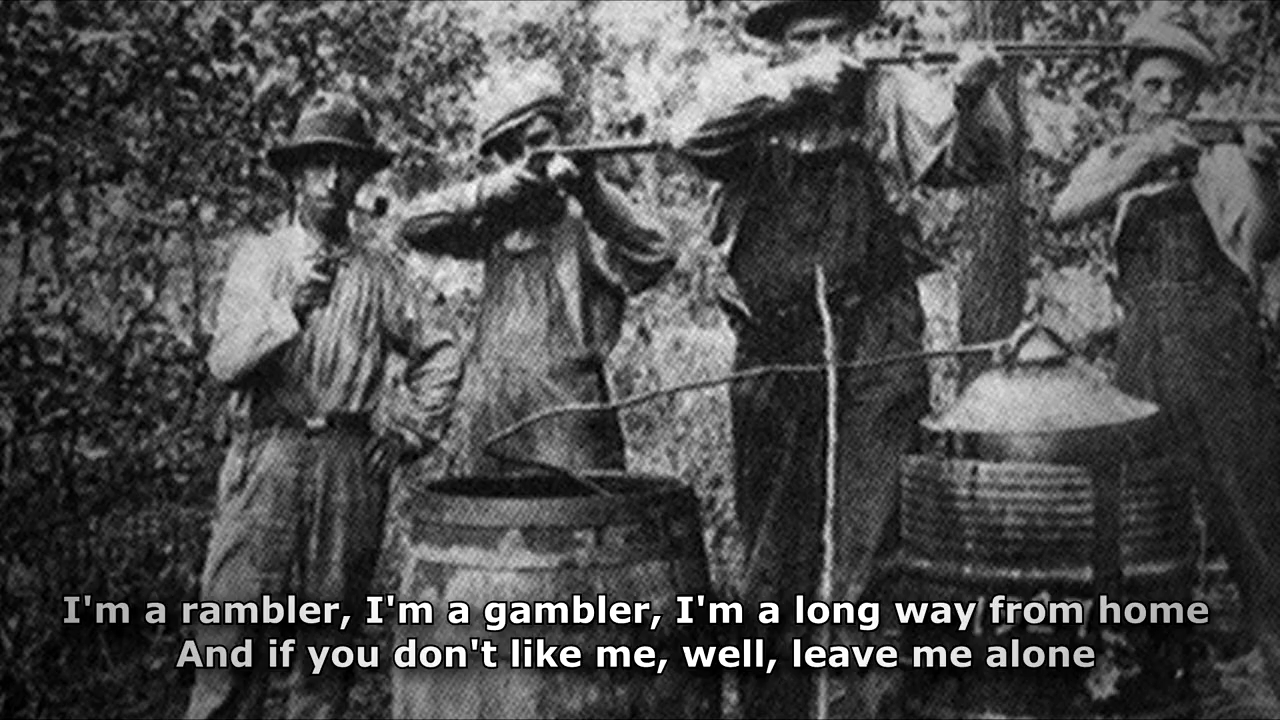 I'm a rambler, I'm a gambler, I'm a long way from home
And if you don't like me, well, leave me alone